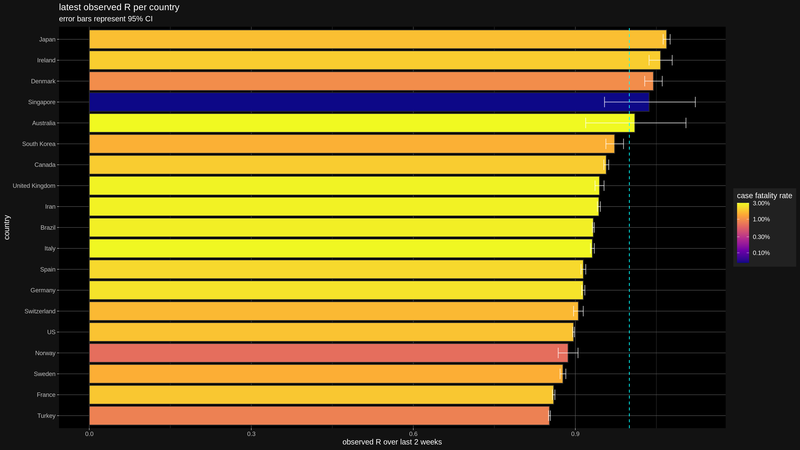 latest observed R per country
error bars represent 95% CI
Japan
Ireland
Denmark
Singapore
Australia
South Korea
Canada
United Kingdom
Iran
Brazil
Italy
Spain
Germany
Switzerland
US
Norway
Sweden
France
Turkey
country
0.0
0.3
0.6
0.9
observed R over last 2 weeks
case fatality rate
3.00%
1.00%
0.30%
0.10%